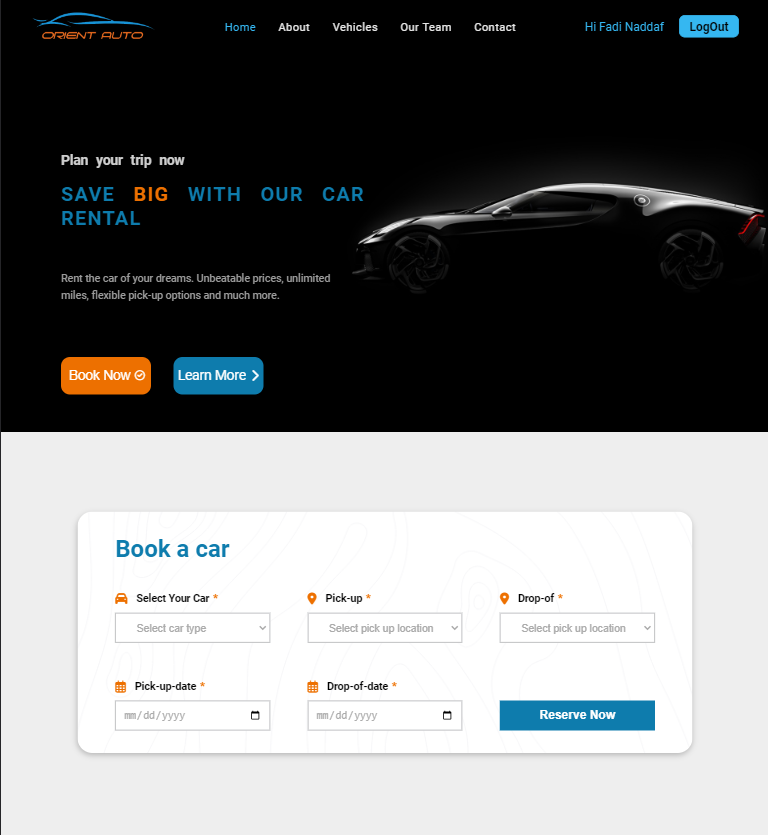 ORIENT AUTO
Home About Vehicles Our Team Contact Hi Fadi Naddaf LogOut
Plan your trip now
SAVE BIG WITH OUR CAR
RENTAL
Rent the car of your dreams. Unbeatable prices, unlimited
miles, flexible pick-up options and much more.
Book Now Learn More
Book a car
Select Your Car * Pick-up * Drop-of *
Select car type Select pick up location Select pick up location
Pick-up-date * Drop-of-date *
mm/dd/yyyy mm/dd/yyyy Reserve Now